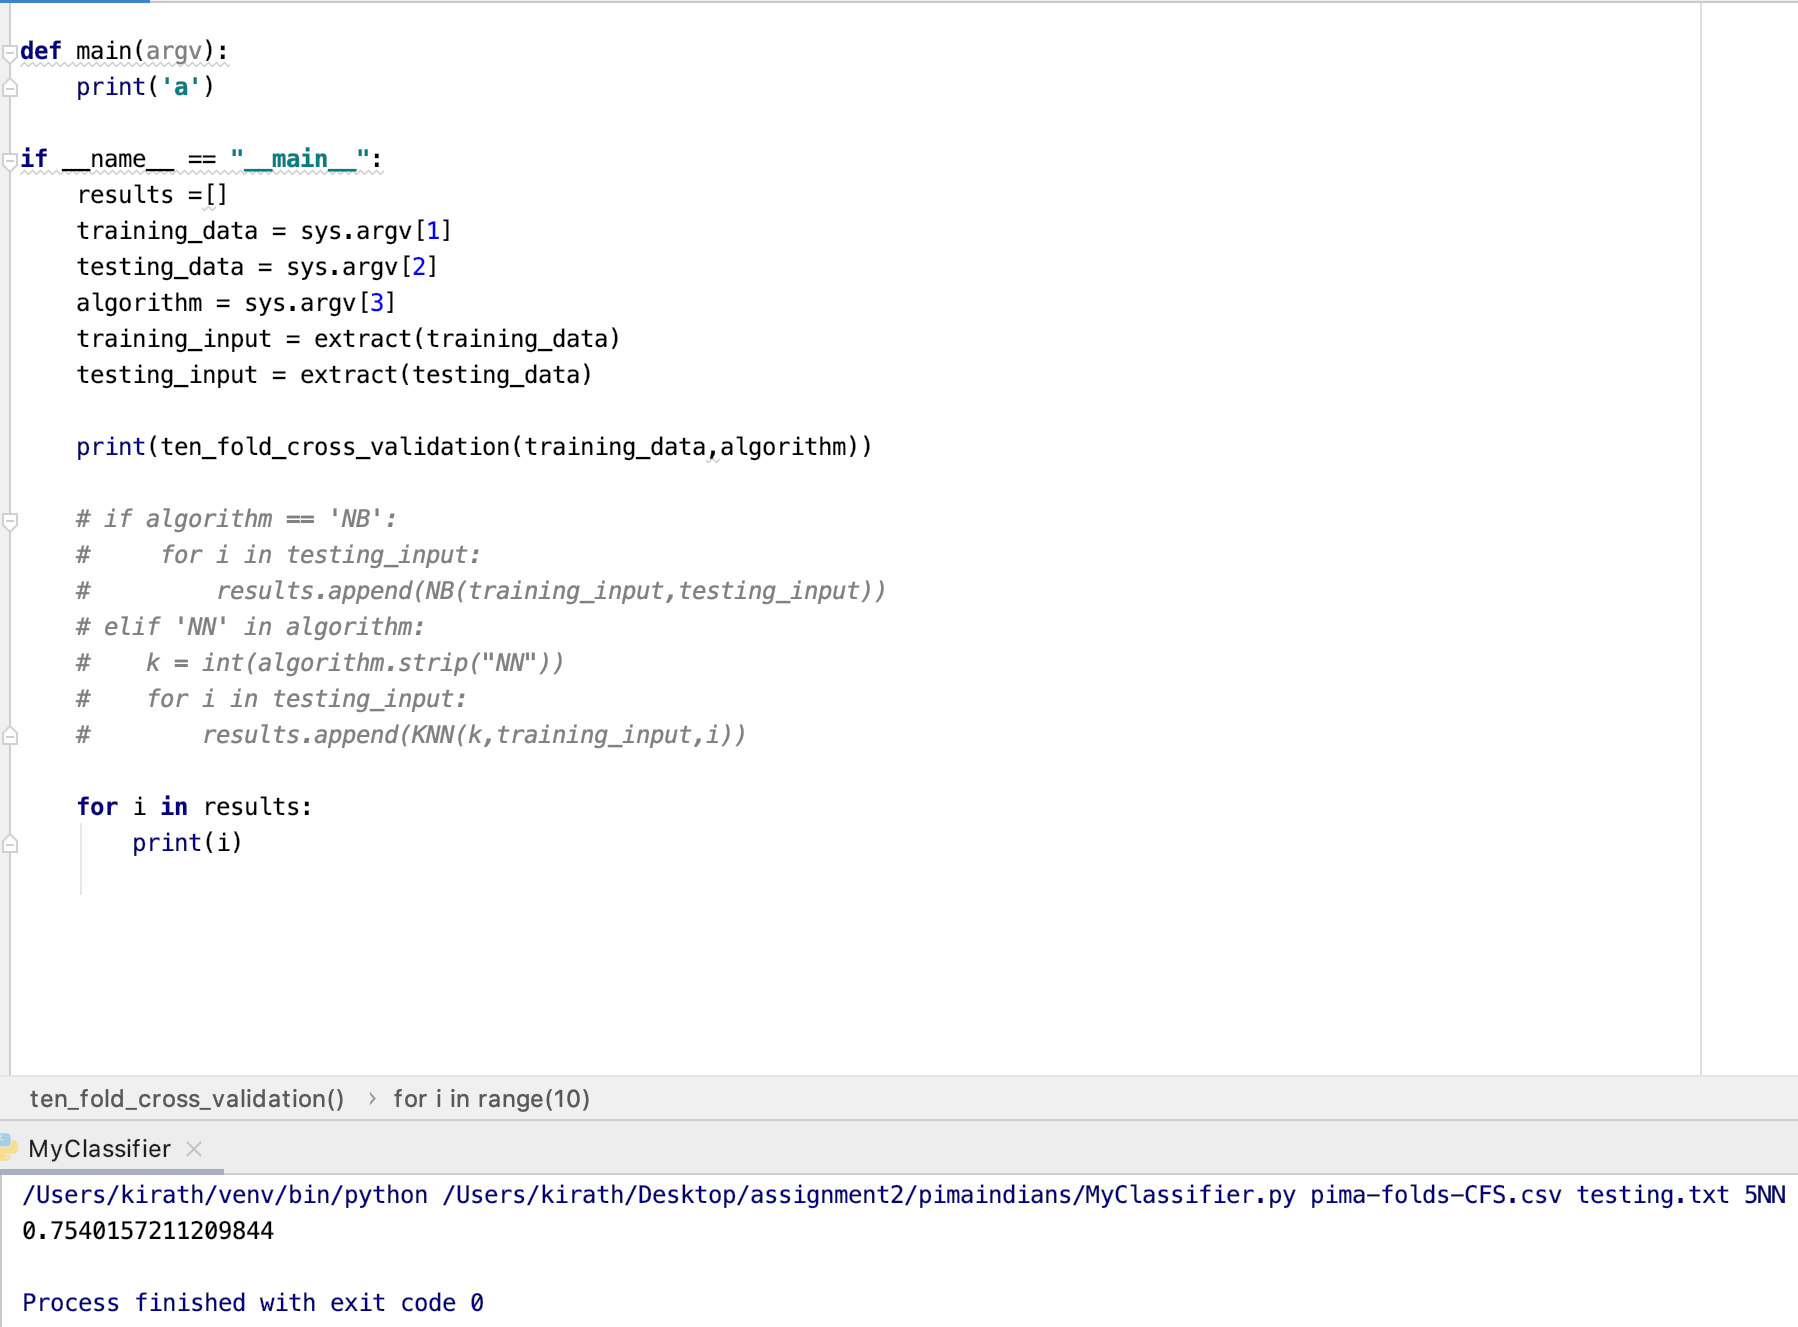 def main(argv):
    print('a')

if __name__ == "__main__":
    results =[]
    training_data = sys.argv[1]
    testing_data = sys.argv[2]
    algorithm = sys.argv[3]
    training_input = extract(training_data)
    testing_input = extract(testing_data)

    print(ten_fold_cross_validation(training_data,algorithm))

    # if algorithm == 'NB':
    #     for i in testing_input:
    #         results.append(NB(training_input,testing_input))
    # elif 'NN' in algorithm:
    #    k = int(algorithm.strip("NN"))
    #    for i in testing_input:
    #        results.append(KNN(k,training_input,i))

    for i in results:
        print(i)

ten_fold_cross_validation() › for i in range(10)
MyClassifier ×
/Users/kirath/venv/bin/python /Users/kirath/Desktop/assignment2/pimaindians/MyClassifier.py pima-folds-CFS.csv testing.txt 5NN
0.7540157211209844

Process finished with exit code 0